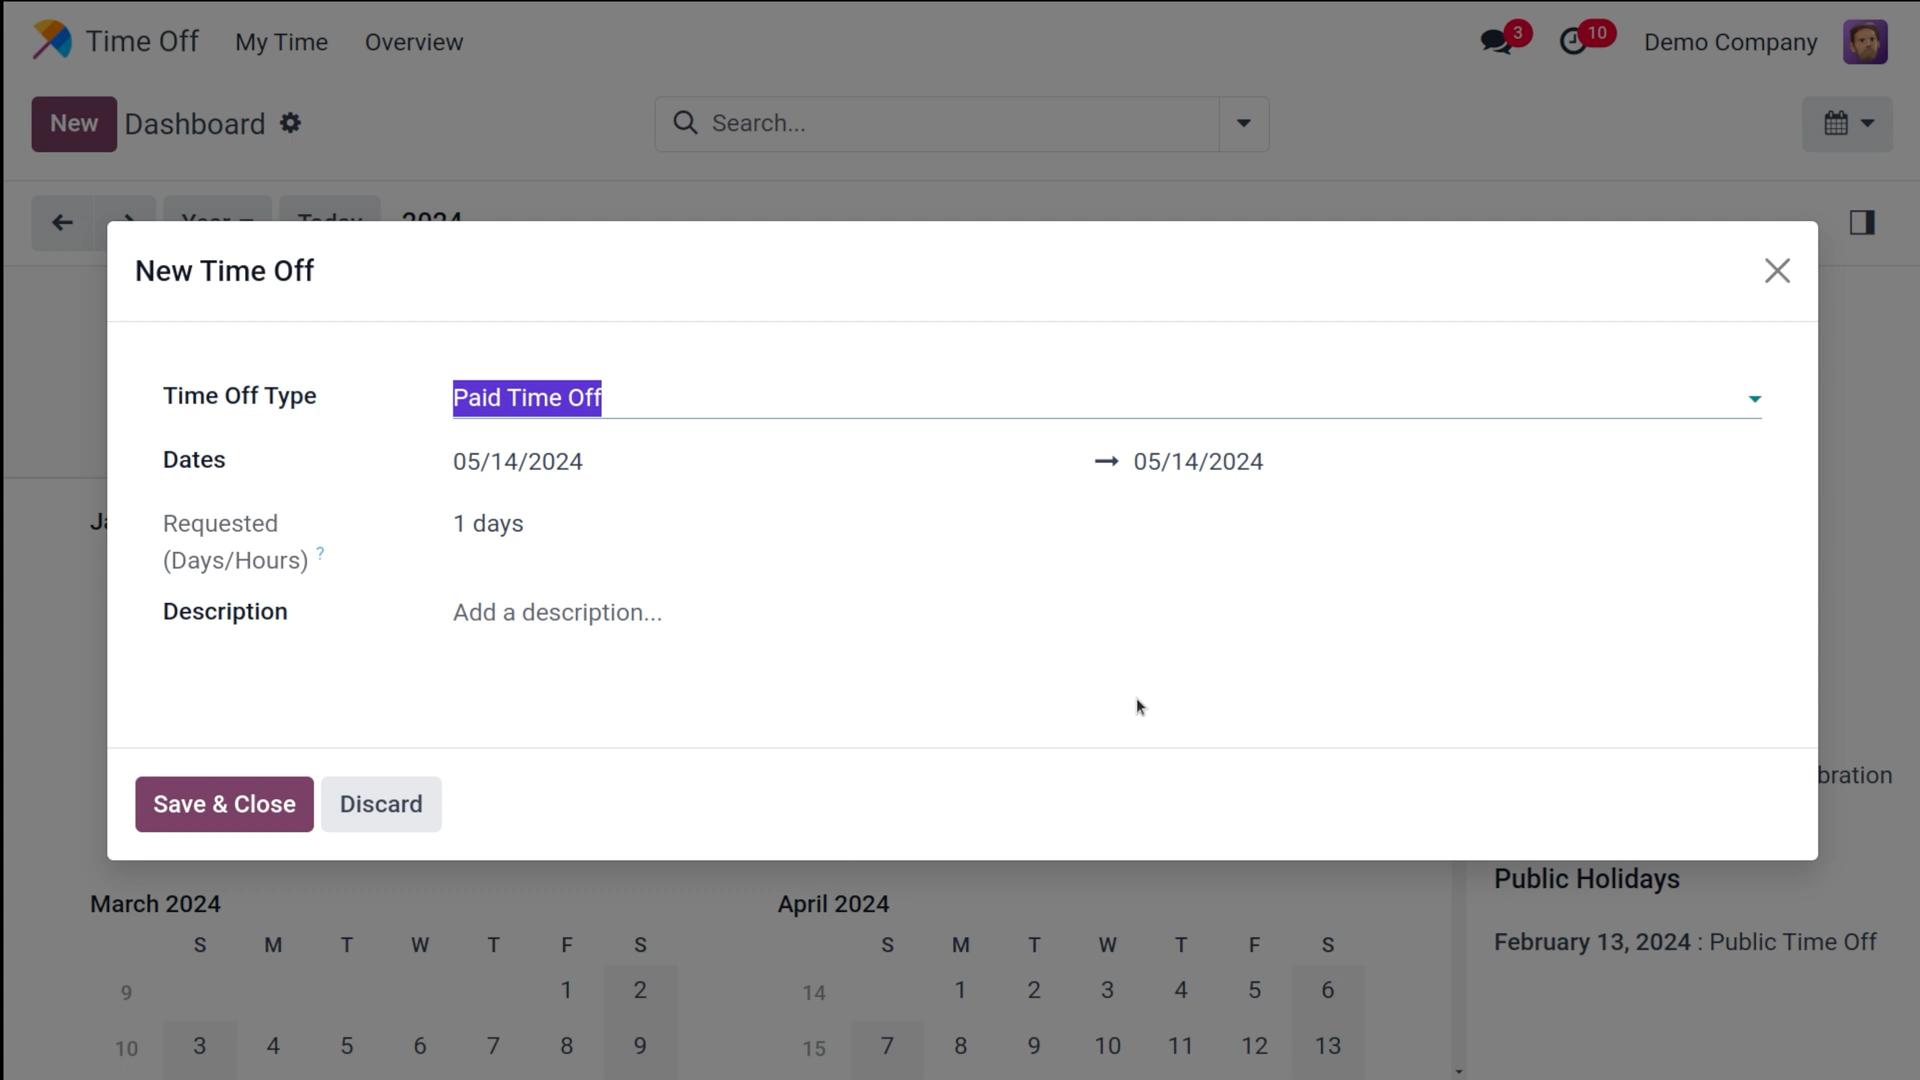 Time Off My Time Overview 3 10 Demo Company
New Dashboard Search...
2024
New Time Off
Time Off Type Paid Time Off
Dates 05/14/2024 → 05/14/2024
Requested 1 days
(Days/Hours) ?
Description Add a description...
bration
Save & Close Discard
Public Holidays
March 2024 April 2024
February 13, 2024 : Public Time Off
S M T W T F S S M T W T F S
9 1 2 14 1 2 3 4 5 6
10 3 4 5 6 7 8 9 15 7 8 9 10 11 12 13